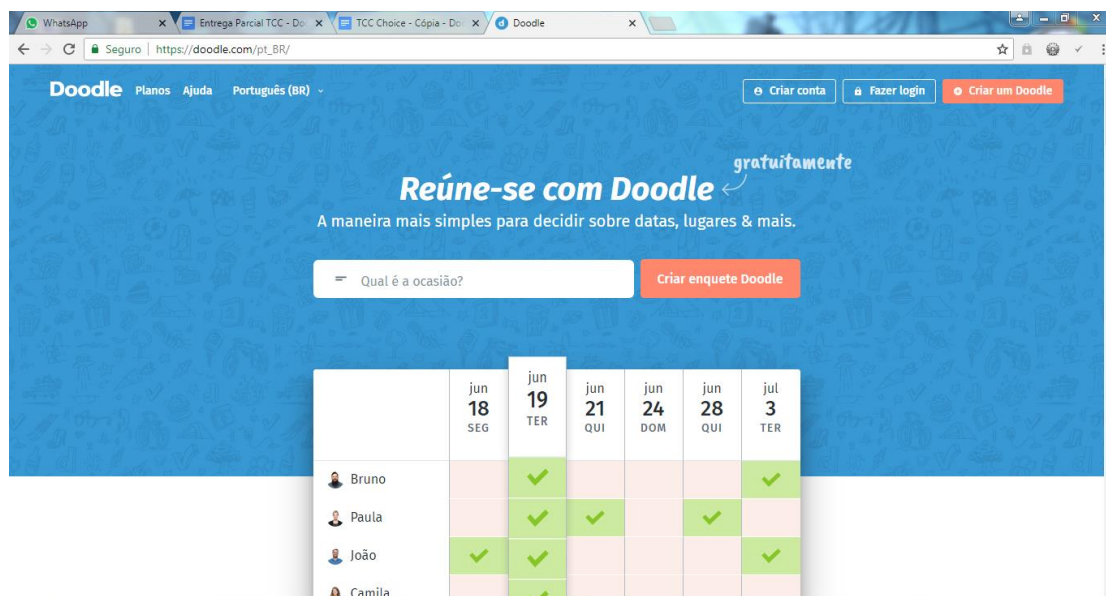 WhatsApp
Entrega Parcial TCC - Do
TCC Choice - Cópia - Do
Doodle
Seguro | https://doodle.com/pt_BR/
Doodle Planos Ajuda Português (BR)
Criar conta
Fazer login
Criar um Doodle
gratuitamente
Reúne-se com Doodle
A maneira mais simples para decidir sobre datas, lugares & mais.
Qual é a ocasião?
Criar enquete Doodle
jun jun jun jun jun jul
18 19 21 24 28 3
SEG TER QUI DOM QUI TER
Bruno
Paula
João
Camila